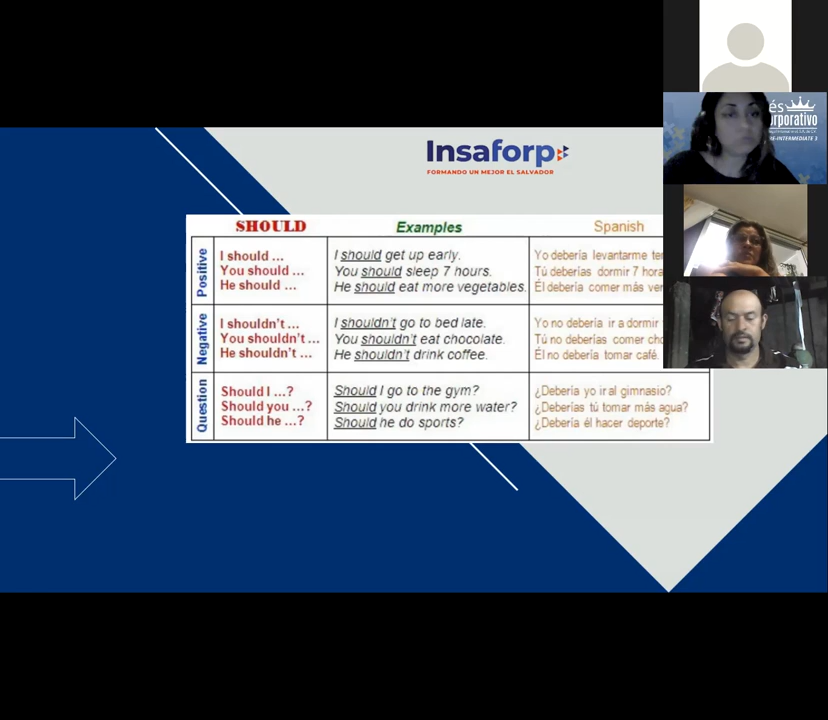 Insaforp
FORMANDO UN MEJOR EL SALVADOR
és
orporativo
SHOULD Examples Spanish
Positive
I should ... I should get up early. Yo debería levantarme
You should ... You should sleep 7 hours. Tú deberías dormir 7
He should ... He should eat more vegetables. Él debería comer más
Negative
I shouldn't ... I shouldn't go to bed late. Yo no debería ir a dormir
You shouldn't ... You shouldn't eat chocolate. Tú no deberías comer
He shouldn't ... He shouldn't drink coffee. Él no debería tomar café.
Question
Should I ...? Should I go to the gym? ¿Debería yo ir al gimnasio?
Should you ...? Should you drink more water? ¿Deberías tú tomar más agua?
Should he ...? Should he do sports? ¿Debería él hacer deporte?